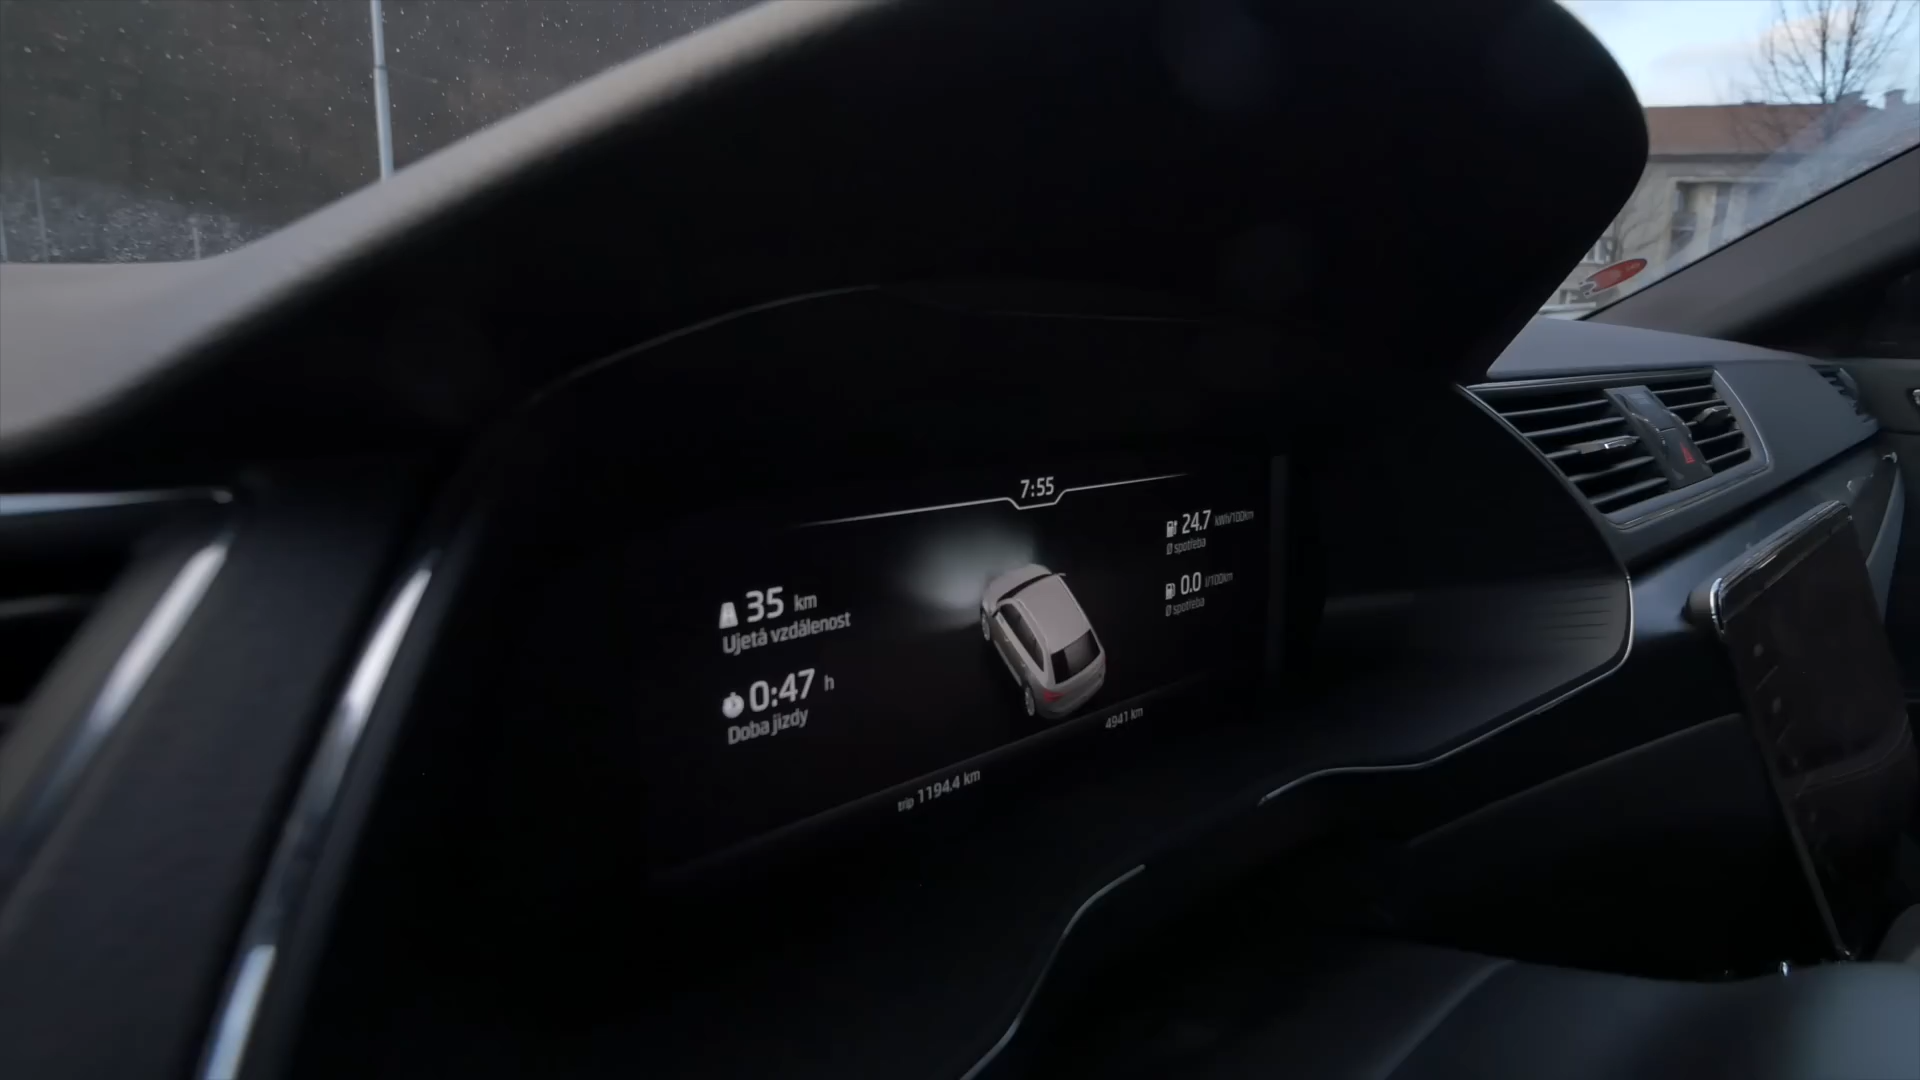 7:55
35 km
Ujetá vzdálenost
0:47 h
Doba jízdy
24.7 kWh/100km
Ø spotřeba
0.0 l/100km
Ø spotřeba
4941 km
trip 1194.4 km